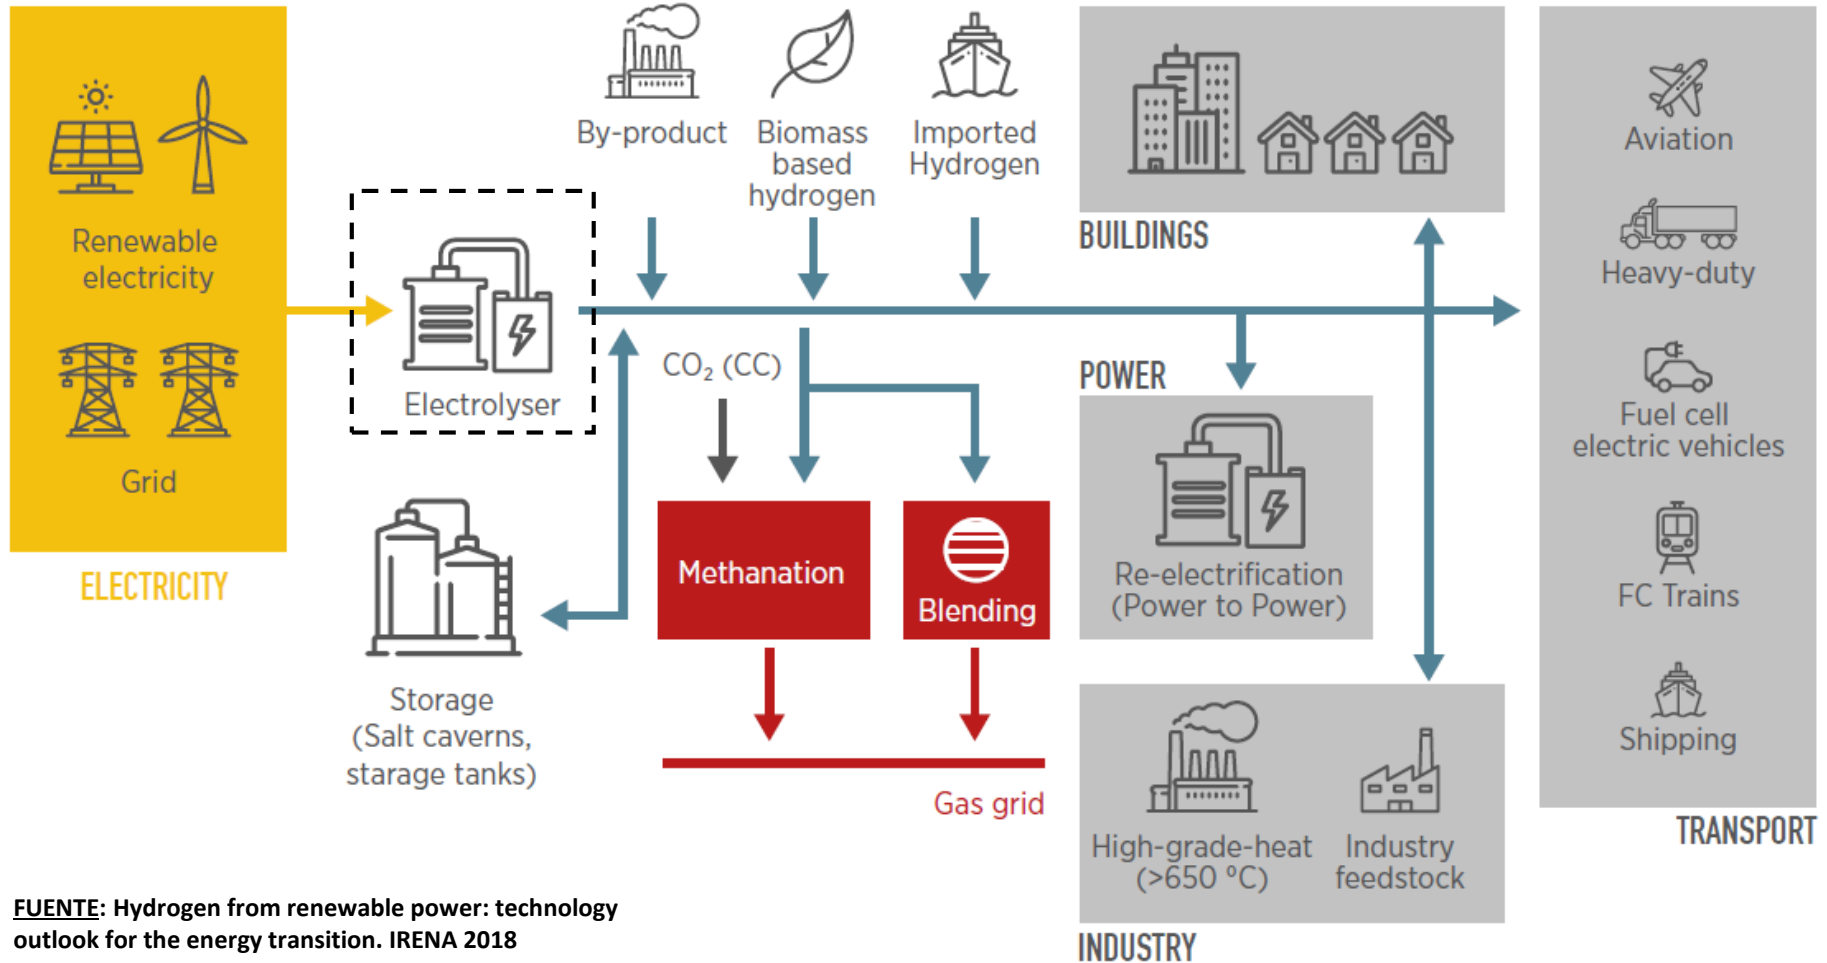 Renewable
electricity
Grid
ELECTRICITY
Electrolyser
Storage
(Salt caverns,
starage tanks)
By-product
Biomass
based
hydrogen
Imported
Hydrogen
CO₂ (CC)
Methanation
Blending
Gas grid
BUILDINGS
POWER
Re-electrification
(Power to Power)
High-grade-heat
(>650 ºC)
Industry
feedstock
INDUSTRY
Aviation
Heavy-duty
Fuel cell
electric vehicles
FC Trains
Shipping
TRANSPORT
FUENTE: Hydrogen from renewable power: technology
outlook for the energy transition. IRENA 2018